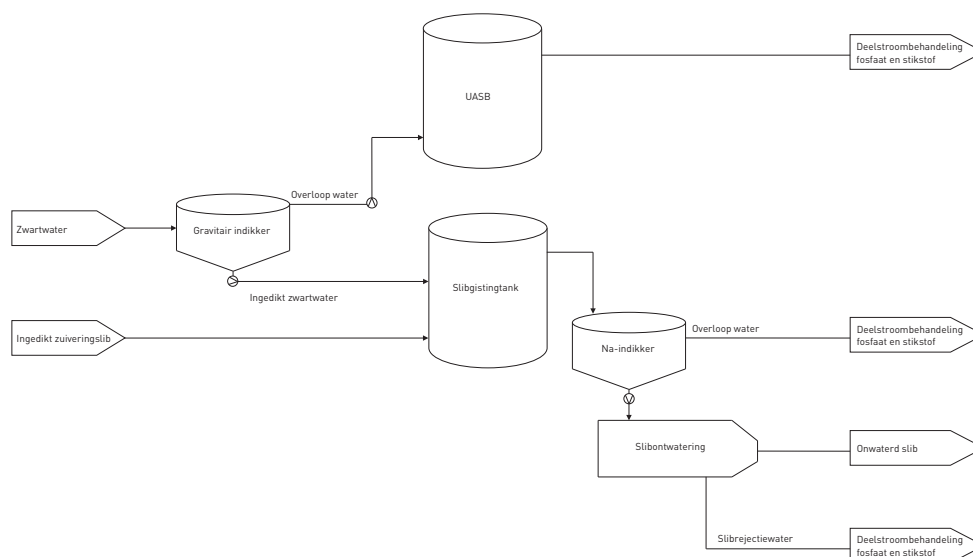 Deelstroombehandeling
fosfaat en stikstof
UASB
Overloop water
Zwartwater
Gravitair indikker
Slibgistingtank
Ingedikt zwartwater
Ingedikt zuiveringslib
Overloop water
Na-indikker
Deelstroombehandeling
fosfaat en stikstof
Slibontwatering
Onwaterd slib
Slibrejectiewater
Deelstroombehandeling
fosfaat en stikstof